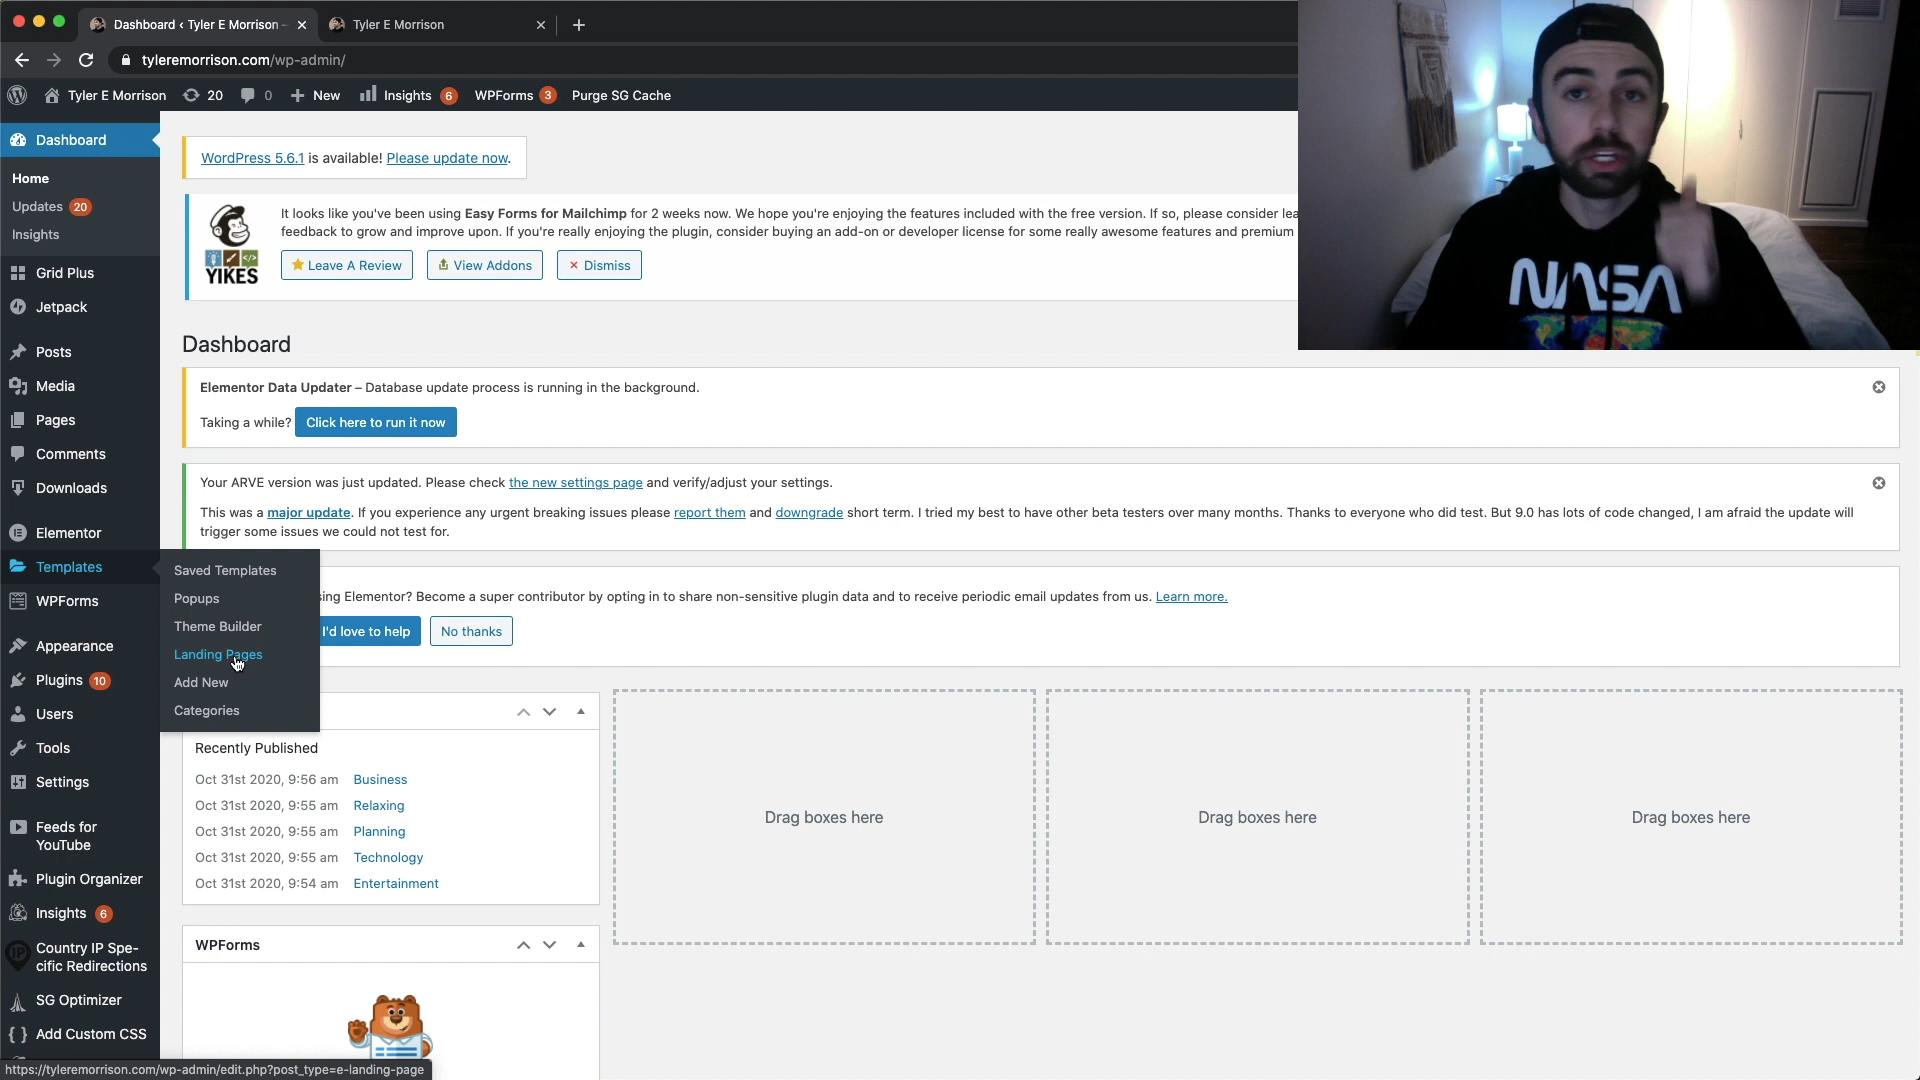 Dashboard ‹ Tyler E Morrison –
Tyler E Morrison
tyleremorrison.com/wp-admin/
Tyler E Morrison
20
0
New
Insights 6
WPForms 3
Purge SG Cache
Dashboard
Home
Updates 20
Insights
Grid Plus
Jetpack
Posts
Media
Pages
Comments
Downloads
Elementor
Templates
WPForms
Appearance
Plugins 10
Users
Tools
Settings
Feeds for
YouTube
Plugin Organizer
Insights 6
Country IP Spe-
cific Redirections
SG Optimizer
Add Custom CSS
Saved Templates
Popups
Theme Builder
Landing Pages
Add New
Categories
WordPress 5.6.1 is available! Please update now.
YIKES
It looks like you've been using Easy Forms for Mailchimp for 2 weeks now. We hope you're enjoying the features included with the free version. If so, please consider lea
feedback to grow and improve upon. If you're really enjoying the plugin, consider buying an add-on or developer license for some really awesome features and premium
Leave A Review
View Addons
Dismiss
NASA
Dashboard
Elementor Data Updater – Database update process is running in the background.
Taking a while? Click here to run it now
Your ARVE version was just updated. Please check the new settings page and verify/adjust your settings.
This was a major update. If you experience any urgent breaking issues please report them and downgrade short term. I tried my best to have other beta testers over many months. Thanks to everyone who did test. But 9.0 has lots of code changed, I am afraid the update will
trigger some issues we could not test for.
ing Elementor? Become a super contributor by opting in to share non-sensitive plugin data and to receive periodic email updates from us. Learn more.
I'd love to help
No thanks
Recently Published
Oct 31st 2020, 9:56 am Business
Oct 31st 2020, 9:55 am Relaxing
Oct 31st 2020, 9:55 am Planning
Oct 31st 2020, 9:55 am Technology
Oct 31st 2020, 9:54 am Entertainment
Drag boxes here
Drag boxes here
Drag boxes here
WPForms
https://tyleremorrison.com/wp-admin/edit.php?post_type=e-landing-page